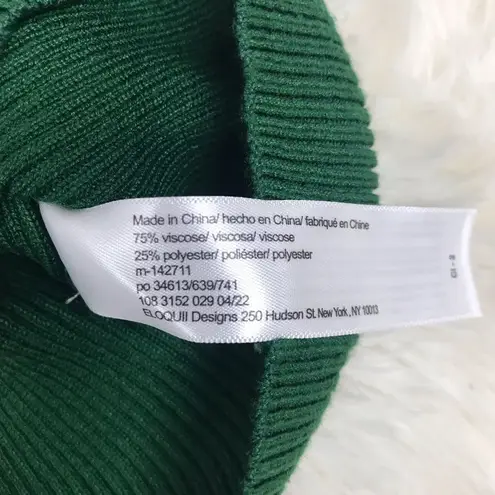 Made in China/ hecho en China/ fabriqué en Chine
75% viscose/ viscosa/ viscose
25% polyester/ poliéster/ polyester
m-142711
po 34613/639/741
108 3152 029 04/22
ELOQUII Designs 250 Hudson St. New York , NY 10013